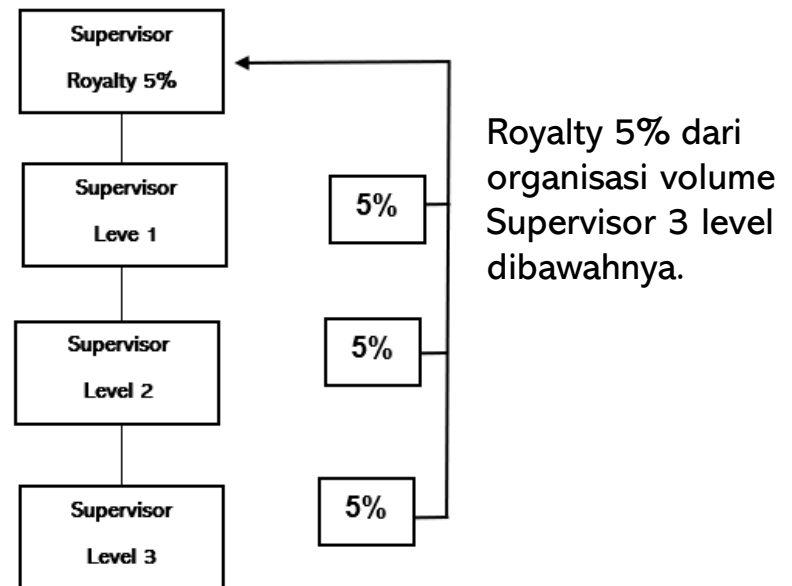 Supervisor
Royalty 5%
Supervisor
Leve 1
5%
Royalty 5% dari
organisasi volume
Supervisor 3 level
dibawahnya.
Supervisor
Level 2
5%
Supervisor
Level 3
5%